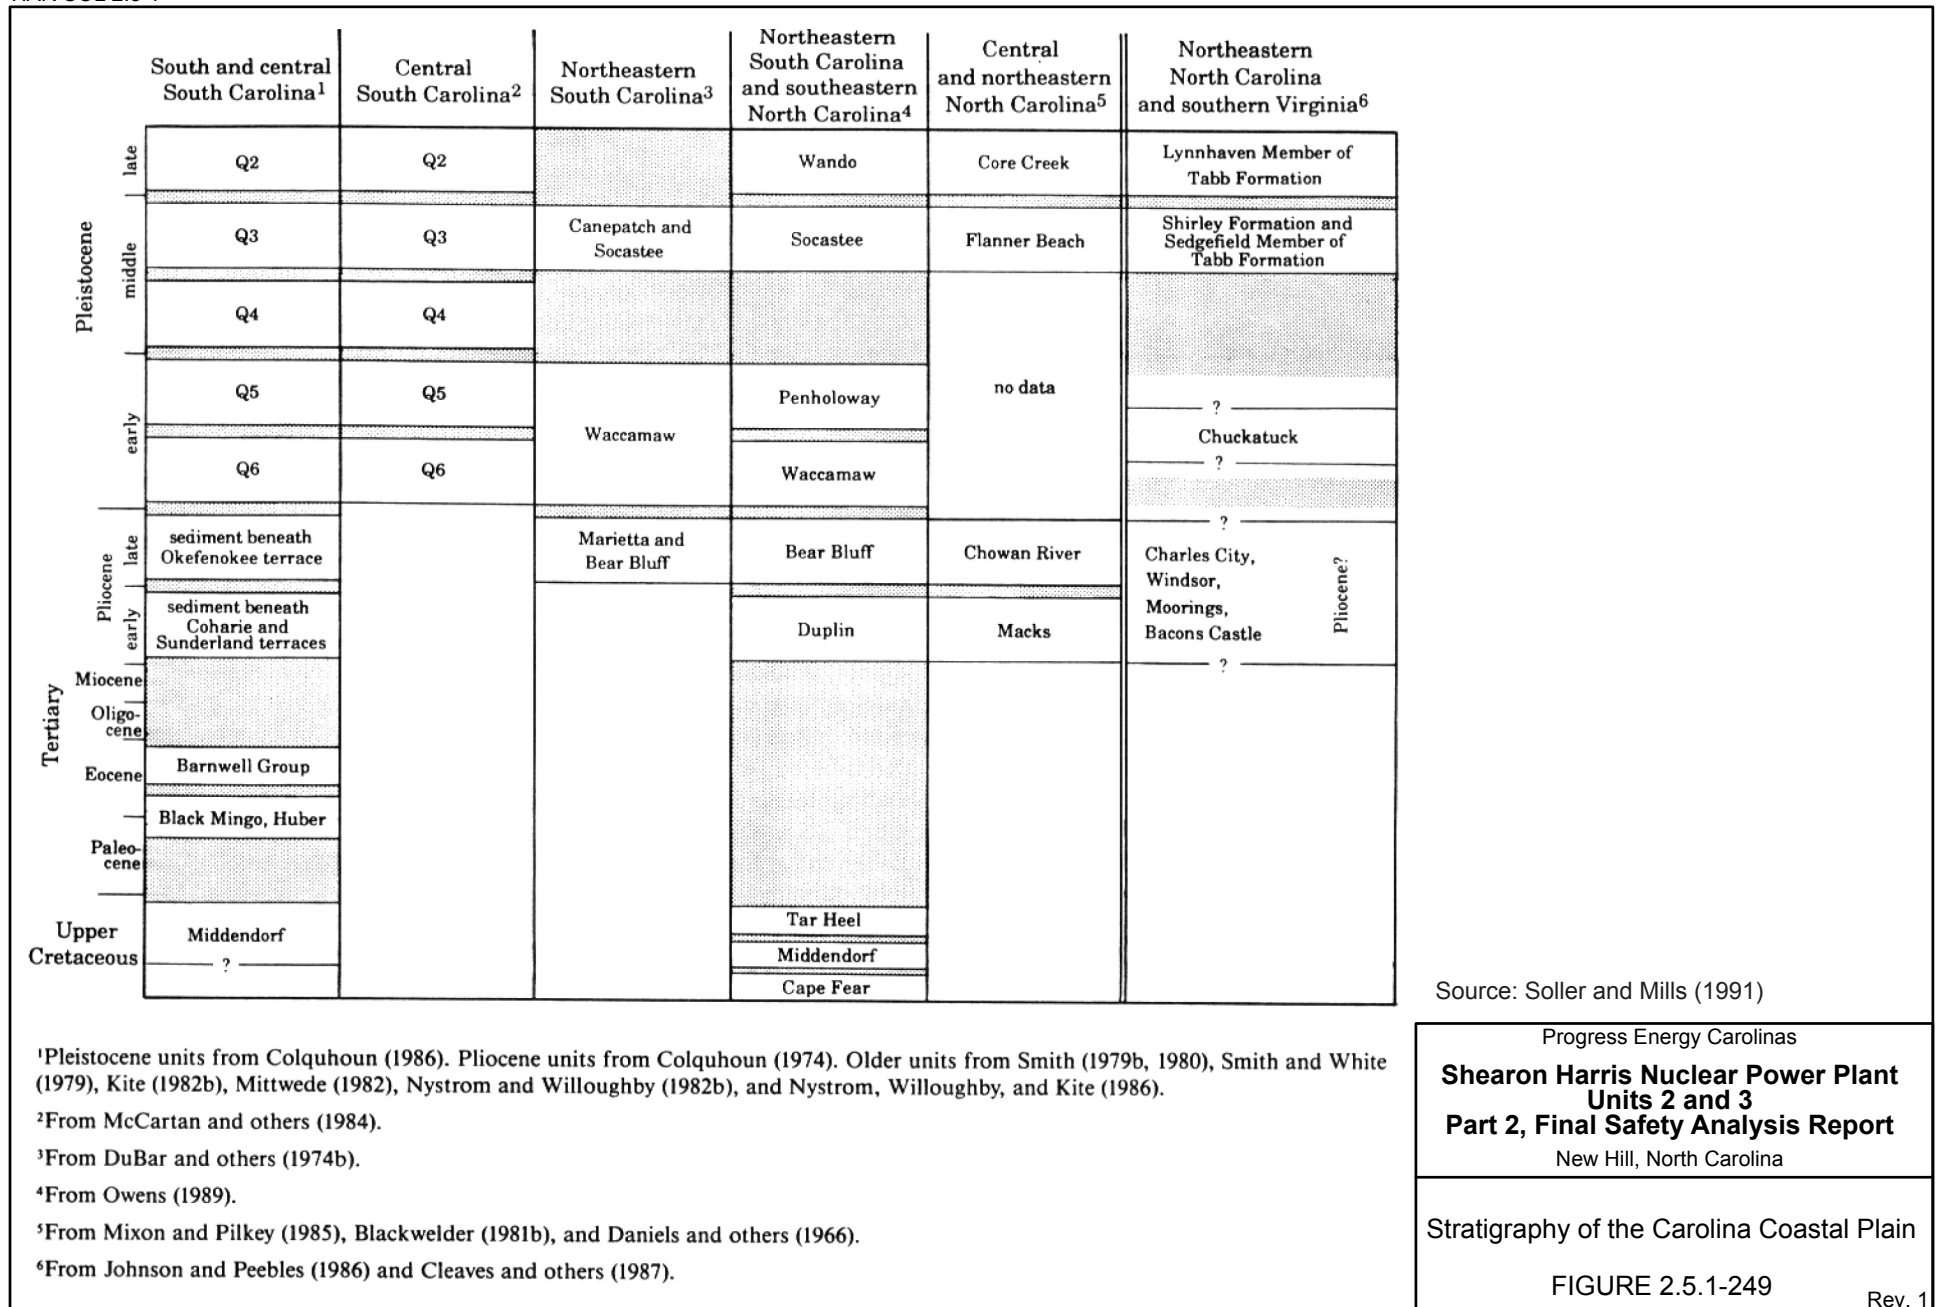 South and central
South Carolina¹
Central
South Carolina²
Northeastern
South Carolina³
Northeastern
South Carolina
and southeastern
North Carolina⁴
Central
and northeastern
North Carolina⁵
Northeastern
North Carolina
and southern Virginia⁶
Pleistocene
late
Q2
Q2
Wando
Core Creek
Lynnhaven Member of
Tabb Formation
middle
Q3
Q3
Canepatch and
Socastee
Socastee
Flanner Beach
Shirley Formation and
Sedgefield Member of
Tabb Formation
Q4
Q4
no data
early
Q5
Q5
Waccamaw
Penholoway
?
Chuckatuck
?
Q6
Q6
Waccamaw
Tertiary
Pliocene
late
sediment beneath
Okefenokee terrace
Marietta and
Bear Bluff
Bear Bluff
Chowan River
?
Charles City,
Windsor,
Moorings,
Bacons Castle
Pliocene?
?
early
sediment beneath
Coharie and
Sunderland terraces
Duplin
Macks
Miocene
Oligo-
cene
Eocene
Barnwell Group
Black Mingo, Huber
Paleo-
cene
Upper
Cretaceous
Middendorf
?
Tar Heel
Middendorf
Cape Fear
Source: Soller and Mills (1991)
¹Pleistocene units from Colquhoun (1986). Pliocene units from Colquhoun (1974). Older units from Smith (1979b, 1980), Smith and White
(1979), Kite (1982b), Mittwede (1982), Nystrom and Willoughby (1982b), and Nystrom, Willoughby, and Kite (1986).
²From McCartan and others (1984).
³From DuBar and others (1974b).
⁴From Owens (1989).
⁵From Mixon and Pilkey (1985), Blackwelder (1981b), and Daniels and others (1966).
⁶From Johnson and Peebles (1986) and Cleaves and others (1987).
Progress Energy Carolinas
Shearon Harris Nuclear Power Plant
Units 2 and 3
Part 2, Final Safety Analysis Report
New Hill, North Carolina
Stratigraphy of the Carolina Coastal Plain
FIGURE 2.5.1-249
Rev. 1